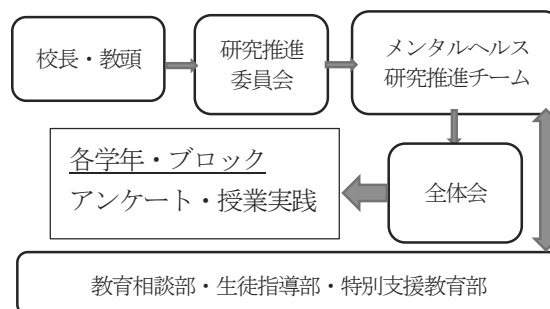 校長・教頭
研究推進
委員会
メンタルヘルス
研究推進チーム
各学年・ブロック
アンケート・授業実践
全体会
教育相談部・生徒指導部・特別支援教育部